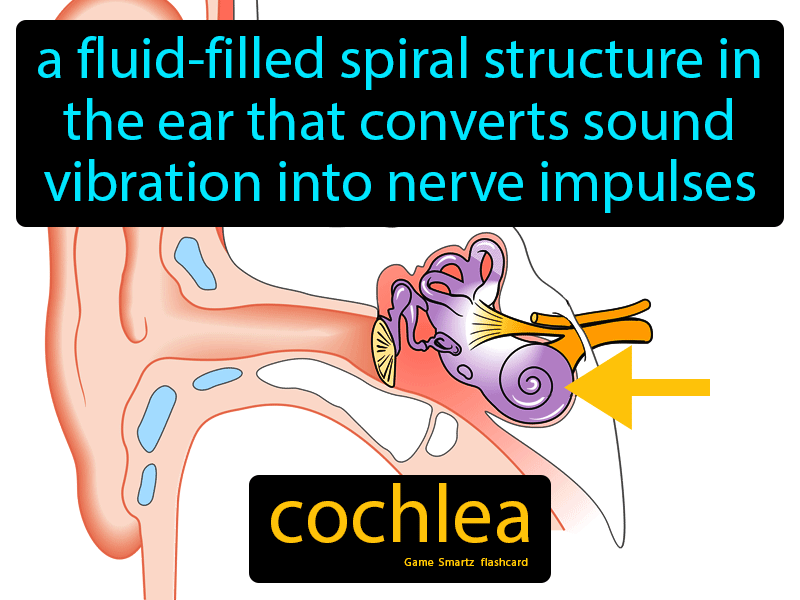 a fluid-filled spiral structure in
the ear that converts sound
vibration into nerve impulses
cochlea
Game Smartz flashcard